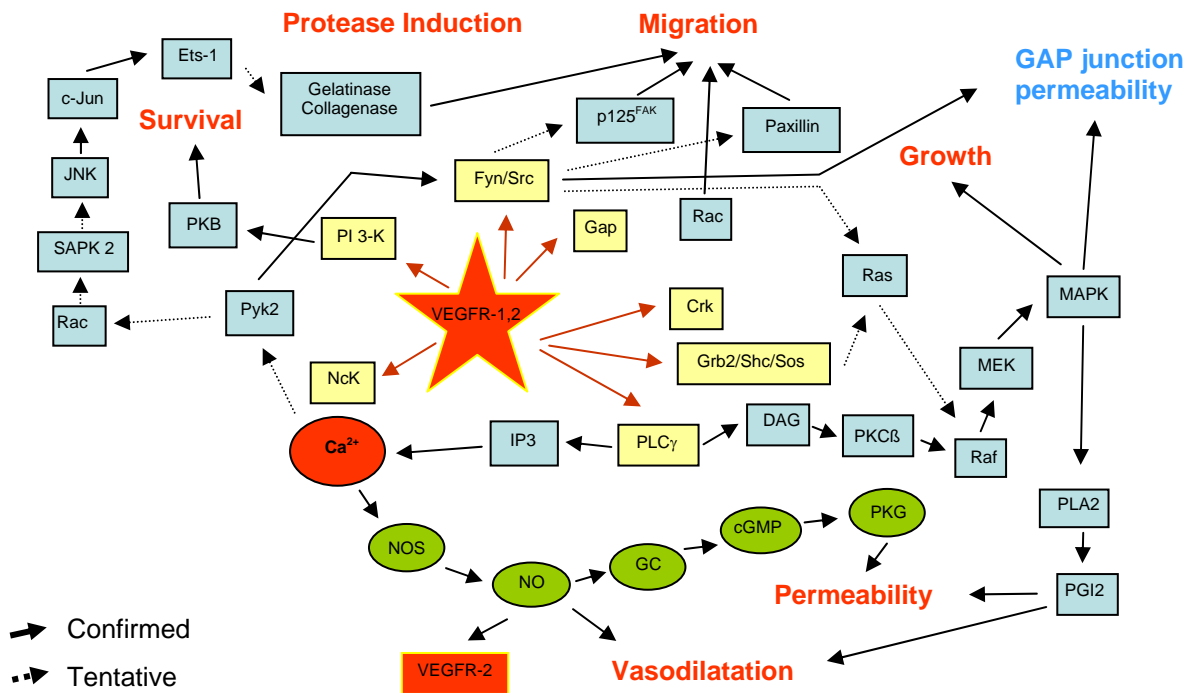 Protease Induction
Migration
Ets-1
GAP junction
permeability
c-Jun
Gelatinase
Collagenase
Survival
p125FAK
Paxillin
Growth
JNK
Fyn/Src
PKB
PI 3-K
Gap
Rac
SAPK 2
Ras
MAPK
Pyk2
VEGFR-1,2
Crk
Rac
NcK
Grb2/Shc/Sos
MEK
DAG
Ca2+
IP3
PLCγ
PKCß
Raf
PLA2
PKG
cGMP
NOS
GC
NO
Permeability
PGI2
Confirmed
VEGFR-2
Vasodilatation
Tentative